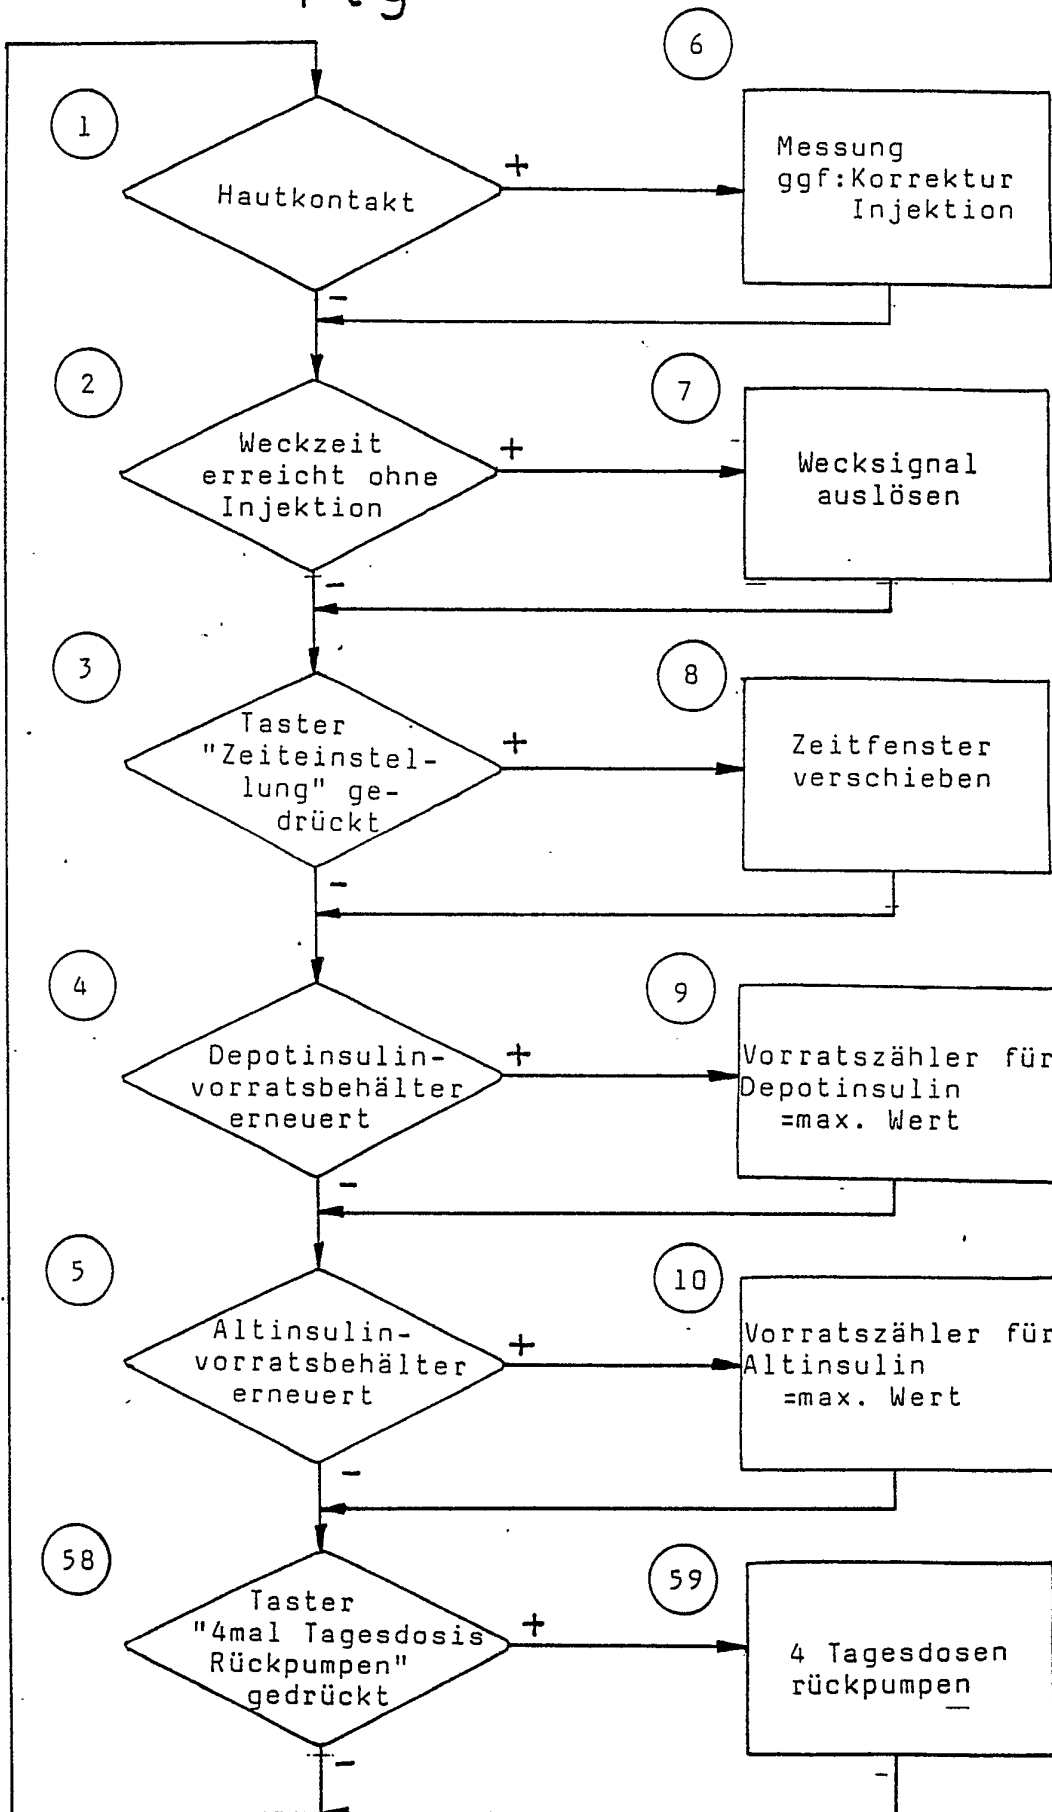 6
1
Hautkontakt
+
Messung
ggf:Korrektur
Injektion
-
2
Weckzeit
erreicht ohne
Injektion
+
7
Wecksignal
auslösen
-
3
Taster
"Zeiteinstel-
lung" ge-
drückt
+
8
Zeitfenster
verschieben
-
4
Depotinsulin-
vorratsbehälter
erneuert
+
9
Vorratszähler für
Depotinsulin
=max. Wert
-
5
Altinsulin-
vorratsbehälter
erneuert
+
10
Vorratszähler für
Altinsulin
=max. Wert
-
58
Taster
"4mal Tagesdosis
Rückpumpen"
gedrückt
+
59
4 Tagesdosen
rückpumpen
-